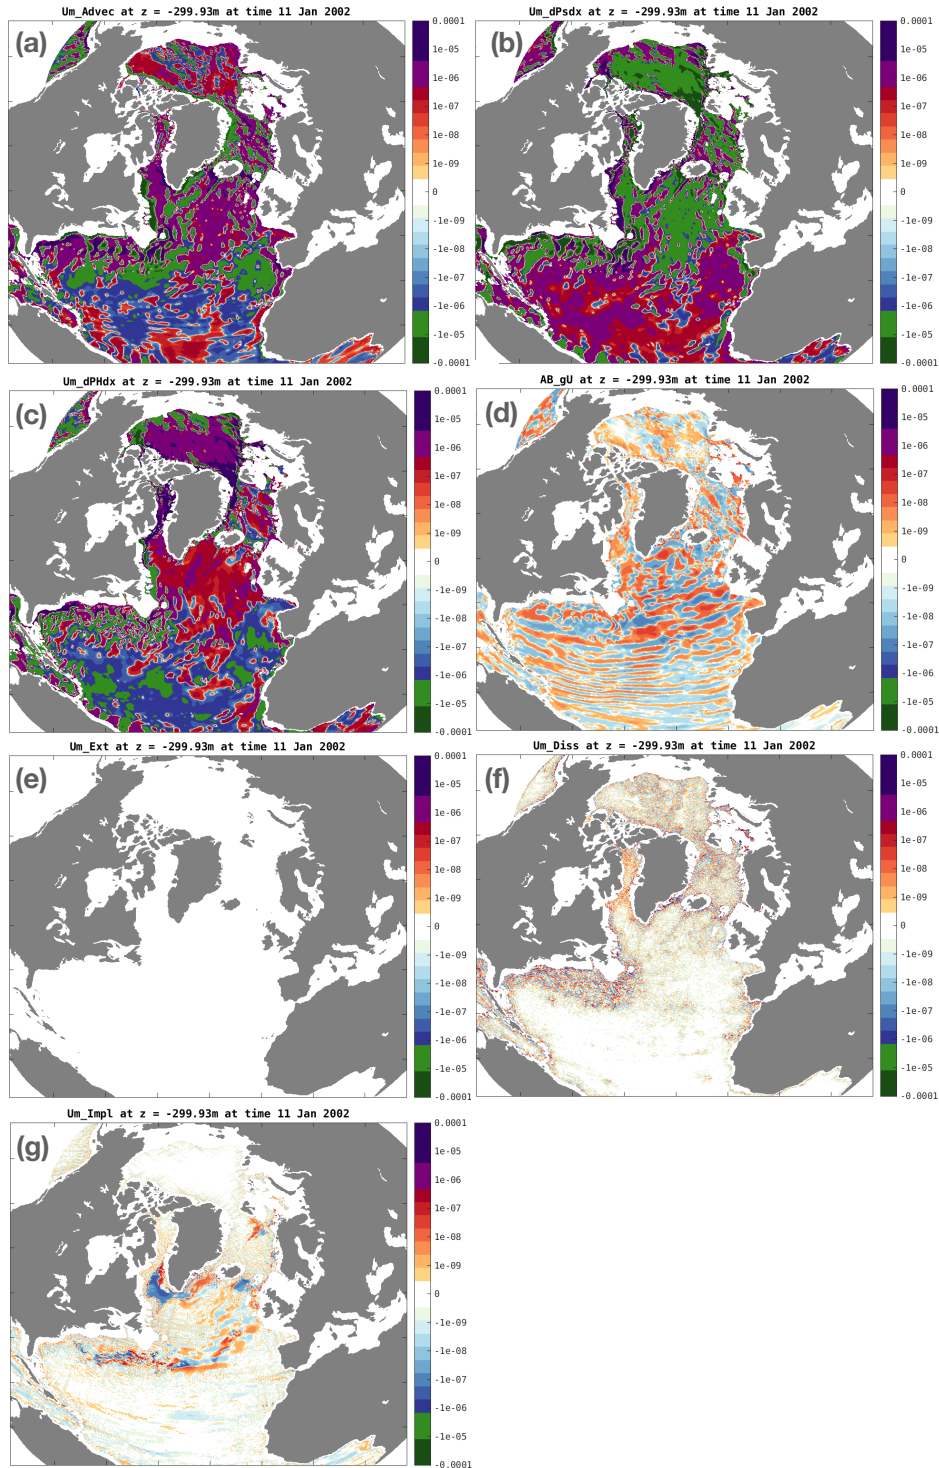 Um_Advec at z = -299.93m at time 11 Jan 2002
(a)
0.0001
1e-05
1e-06
1e-07
1e-08
1e-09
0
-1e-09
-1e-08
-1e-07
-1e-06
-1e-05
-0.0001
Um_dPsdx at z = -299.93m at time 11 Jan 2002
(b)
0.0001
1e-05
1e-06
1e-07
1e-08
1e-09
0
-1e-09
-1e-08
-1e-07
-1e-06
-1e-05
-0.0001
Um_dPHdx at z = -299.93m at time 11 Jan 2002
(c)
0.0001
1e-05
1e-06
1e-07
1e-08
1e-09
0
-1e-09
-1e-08
-1e-07
-1e-06
-1e-05
-0.0001
AB_gU at z = -299.93m at time 11 Jan 2002
(d)
0.0001
1e-05
1e-06
1e-07
1e-08
1e-09
0
-1e-09
-1e-08
-1e-07
-1e-06
-1e-05
-0.0001
Um_Ext at z = -299.93m at time 11 Jan 2002
(e)
0.0001
1e-05
1e-06
1e-07
1e-08
1e-09
0
-1e-09
-1e-08
-1e-07
-1e-06
-1e-05
-0.0001
Um_Diss at z = -299.93m at time 11 Jan 2002
(f)
0.0001
1e-05
1e-06
1e-07
1e-08
1e-09
0
-1e-09
-1e-08
-1e-07
-1e-06
-1e-05
-0.0001
Um_Impl at z = -299.93m at time 11 Jan 2002
(g)
0.0001
1e-05
1e-06
1e-07
1e-08
1e-09
0
-1e-09
-1e-08
-1e-07
-1e-06
-1e-05
-0.0001